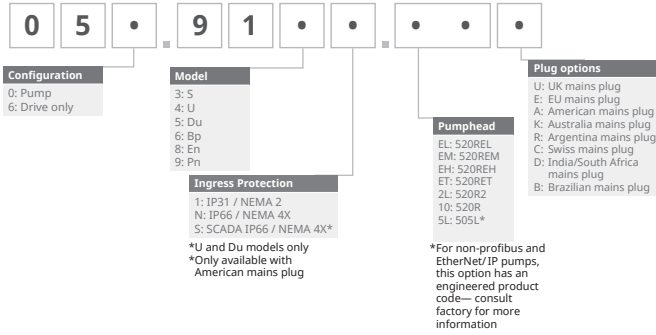 0 5 • . 9 1 • • . • • •
Configuration
0: Pump
6: Drive only
Model
3: S
4: U
5: Du
6: Bp
8: En
9: Pn
Ingress Protection
1: IP31 / NEMA 2
N: IP66 / NEMA 4X
S: SCADA IP66 / NEMA 4X*
*U and Du models only
*Only available with
American mains plug
Pumphead
EL: 520REL
EM: 520REM
EH: 520REH
ET: 520RET
2L: 520R2
10: 520R
5L: 505L*
*For non-profibus and
EtherNet/IP pumps,
this option has an
engineered product
code— consult
factory for more
information
Plug options
U: UK mains plug
E: EU mains plug
A: American mains plug
K: Australia mains plug
R: Argentina mains plug
C: Swiss mains plug
D: India/South Africa
mains plug
B: Brazilian mains plug